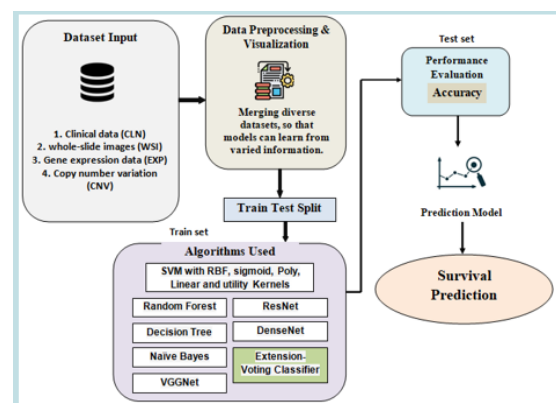 Dataset Input
1. Clinical data (CLN)
2. whole-slide images (WSI)
3. Gene expression data (EXP)
4. Copy number variation
(CNV)
Data Preprocessing &
Visualization
Merging diverse
datasets, so that
models can learn from
varied information.
Train Test Split
Train set
Algorithms Used
SVM with RBF, sigmoid, Poly,
Linear and utility Kernels
Random Forest
ResNet
Decision Tree
DenseNet
Naïve Bayes
Extension-
Voting Classifier
VGGNet
Test set
Performance
Evaluation
Accuracy
Prediction Model
Survival
Prediction